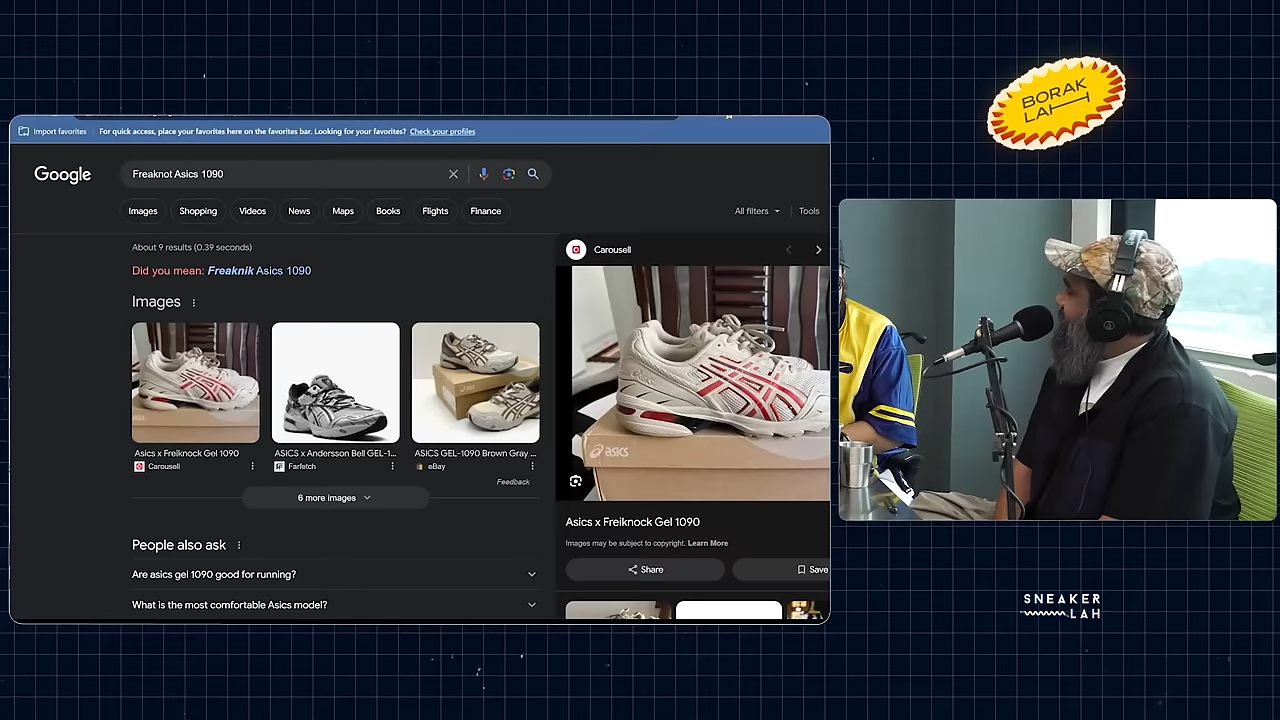 BORAK
LAH
Import favorites
For quick access, place your favorites here on the favorites bar. Looking for your favorites? Check your profiles
Google
Freaknot Asics 1090
Images
Shopping
Videos
News
Maps
Books
Flights
Finance
All filters
Tools
About 9 results (0.39 seconds)
Did you mean: Freaknik Asics 1090
Images
Asics x Freiknock Gel 1090
Carousell
ASICS x Andersson Bell GEL-1...
Farfetch
ASICS GEL-1090 Brown Gray ...
eBay
Feedback
6 more images
People also ask
Are asics gel 1090 good for running?
What is the most comfortable Asics model?
Carousell
asics
Asics x Freiknock Gel 1090
Images may be subject to copyright. Learn More
Share
Save
SNEAKER
LAH